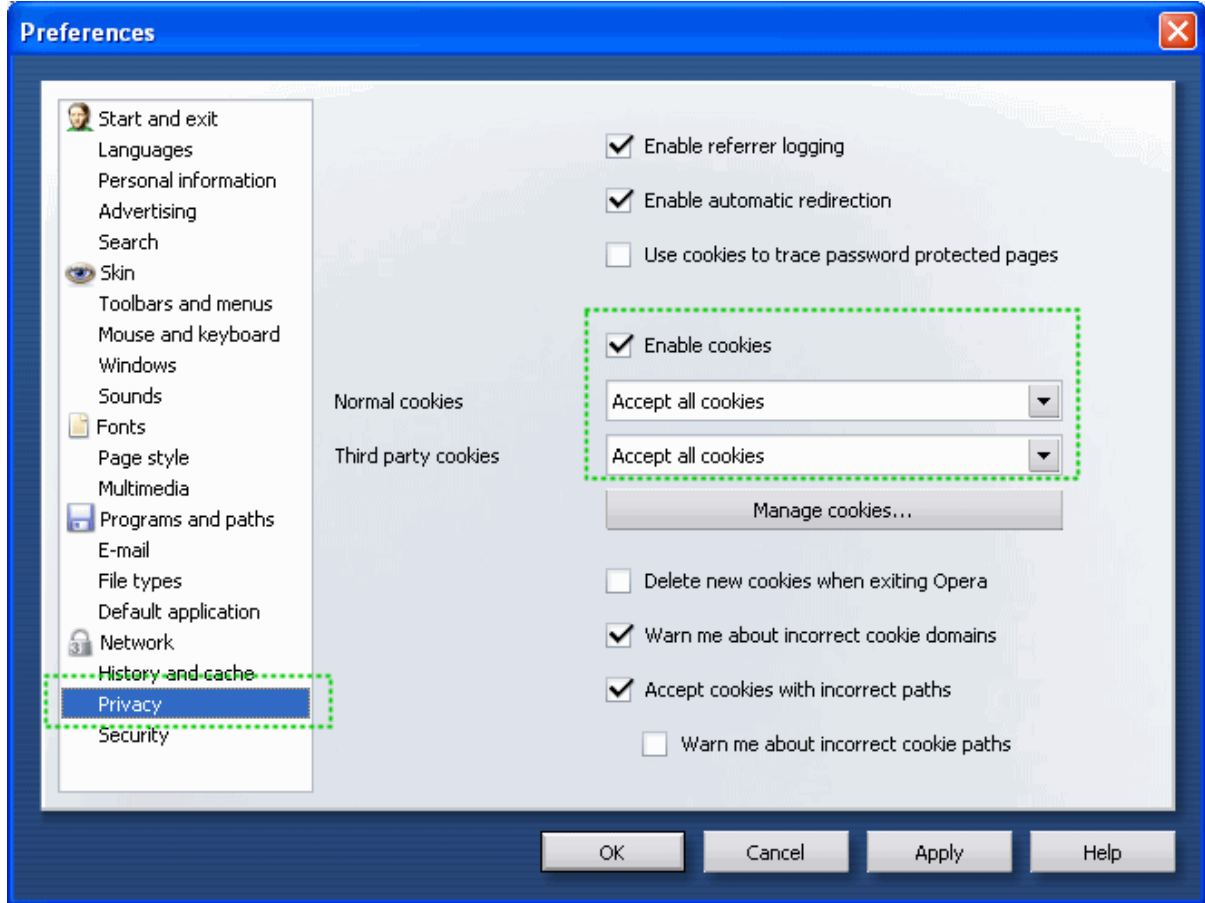 Preferences
Start and exit
Languages
Personal information
Advertising
Search
Skin
Toolbars and menus
Mouse and keyboard
Windows
Sounds
Fonts
Page style
Multimedia
Programs and paths
E-mail
File types
Default application
Network
History and cache
Privacy
Security
Enable referrer logging
Enable automatic redirection
Use cookies to trace password protected pages
Enable cookies
Normal cookies Accept all cookies
Third party cookies Accept all cookies
Manage cookies...
Delete new cookies when exiting Opera
Warn me about incorrect cookie domains
Accept cookies with incorrect paths
Warn me about incorrect cookie paths
OK Cancel Apply Help